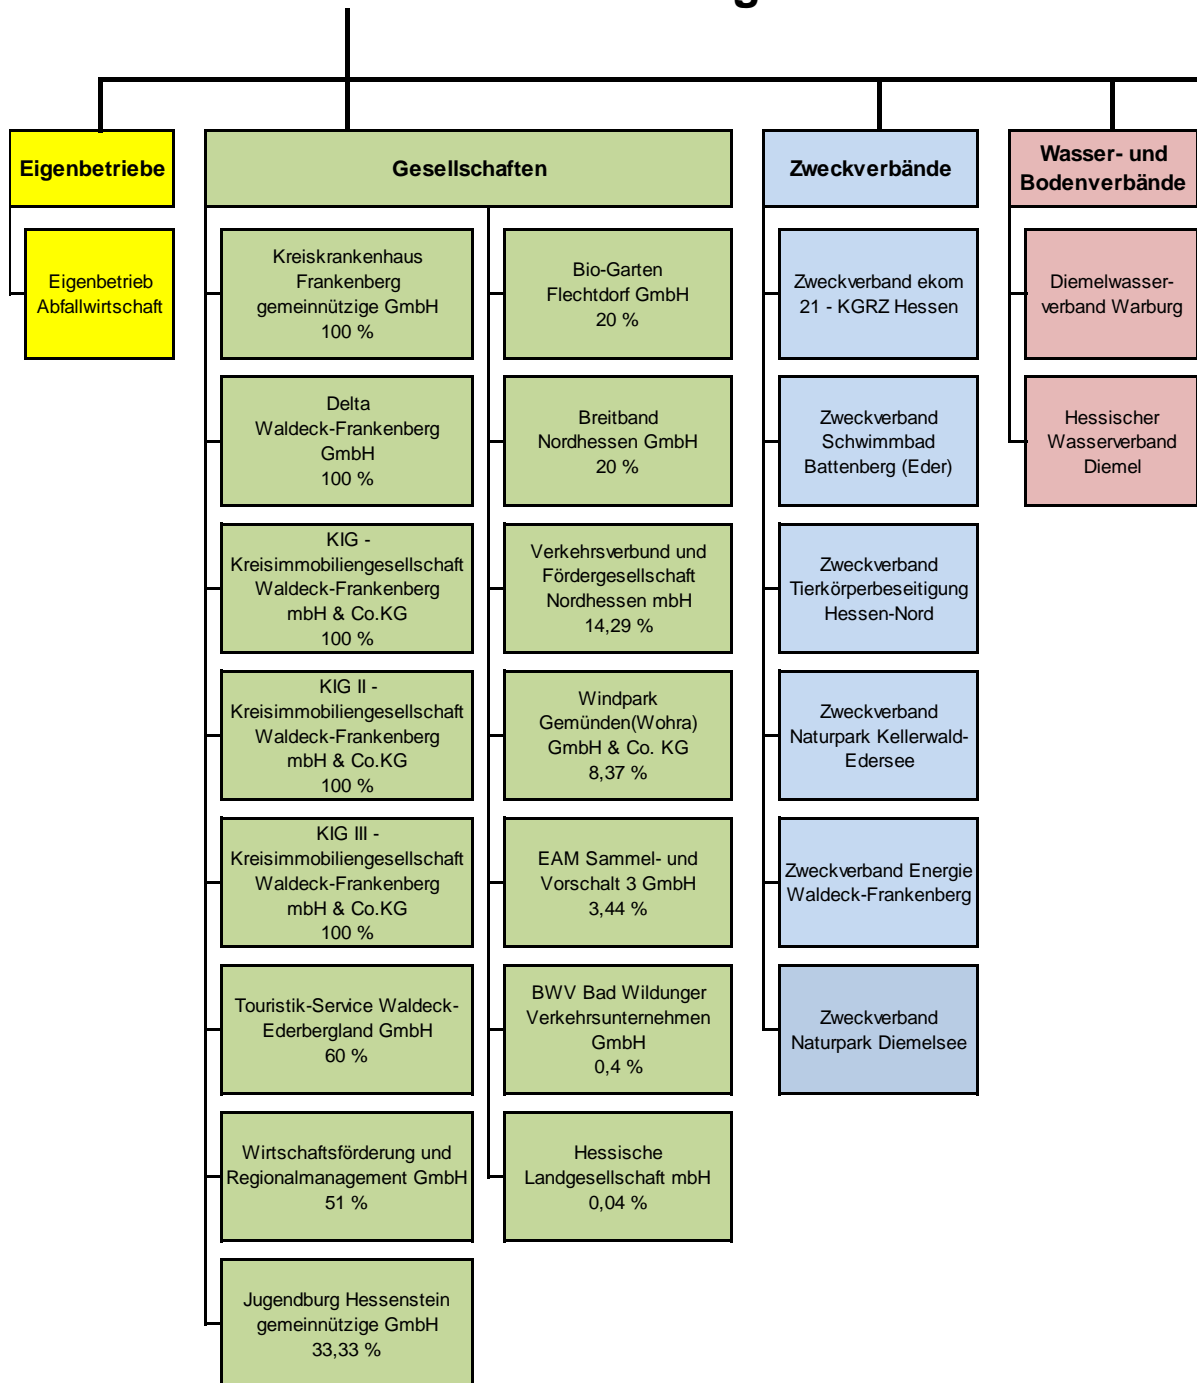 Eigenbetriebe
Eigenbetrieb
Abfallwirtschaft
Gesellschaften
Kreiskrankenhaus
Frankenberg
gemeinnützige GmbH
100 %
Delta
Waldeck-Frankenberg
GmbH
100 %
KIG -
Kreisimmobiliengesellschaft
Waldeck-Frankenberg
mbH & Co.KG
100 %
KIG II -
Kreisimmobiliengesellschaft
Waldeck-Frankenberg
mbH & Co.KG
100 %
KIG III -
Kreisimmobiliengesellschaft
Waldeck-Frankenberg
mbH & Co.KG
100 %
Touristik-Service Waldeck-
Ederbergland GmbH
60 %
Wirtschaftsförderung und
Regionalmanagement GmbH
51 %
Jugendburg Hessenstein
gemeinnützige GmbH
33,33 %
Bio-Garten
Flechtdorf GmbH
20 %
Breitband
Nordhessen GmbH
20 %
Verkehrsverbund und
Fördergesellschaft
Nordhessen mbH
14,29 %
Windpark
Gemünden(Wohra)
GmbH & Co. KG
8,37 %
EAM Sammel- und
Vorschalt 3 GmbH
3,44 %
BWV Bad Wildunger
Verkehrsunternehmen
GmbH
0,4 %
Hessische
Landgesellschaft mbH
0,04 %
Zweckverbände
Zweckverband ekom
21 - KGRZ Hessen
Zweckverband
Schwimmbad
Battenberg (Eder)
Zweckverband
Tierkörperbeseitigung
Hessen-Nord
Zweckverband
Naturpark Kellerwald-
Edersee
Zweckverband Energie
Waldeck-Frankenberg
Zweckverband
Naturpark Diemelsee
Wasser- und
Bodenverbände
Diemelwasser-
verband Warburg
Hessischer
Wasserverband
Diemel